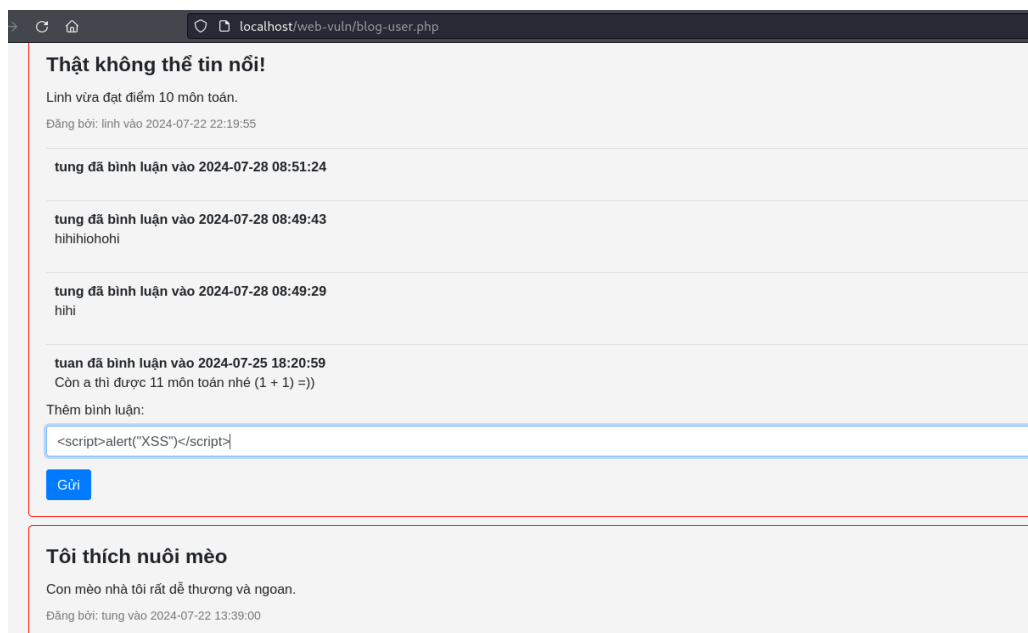 localhost/web-vuln/blog-user.php
Thật không thể tin nổi!
Linh vừa đạt điểm 10 môn toán.
Đăng bởi: linh vào 2024-07-22 22:19:55
tung đã bình luận vào 2024-07-28 08:51:24
tung đã bình luận vào 2024-07-28 08:49:43
hihihiohohi
tung đã bình luận vào 2024-07-28 08:49:29
hihi
tuan đã bình luận vào 2024-07-25 18:20:59
Còn a thì được 11 môn toán nhé (1 + 1) =))
Thêm bình luận:
<script>alert("XSS")</script>
Gửi
Tôi thích nuôi mèo
Con mèo nhà tôi rất dễ thương và ngoan.
Đăng bởi: tung vào 2024-07-22 13:39:00